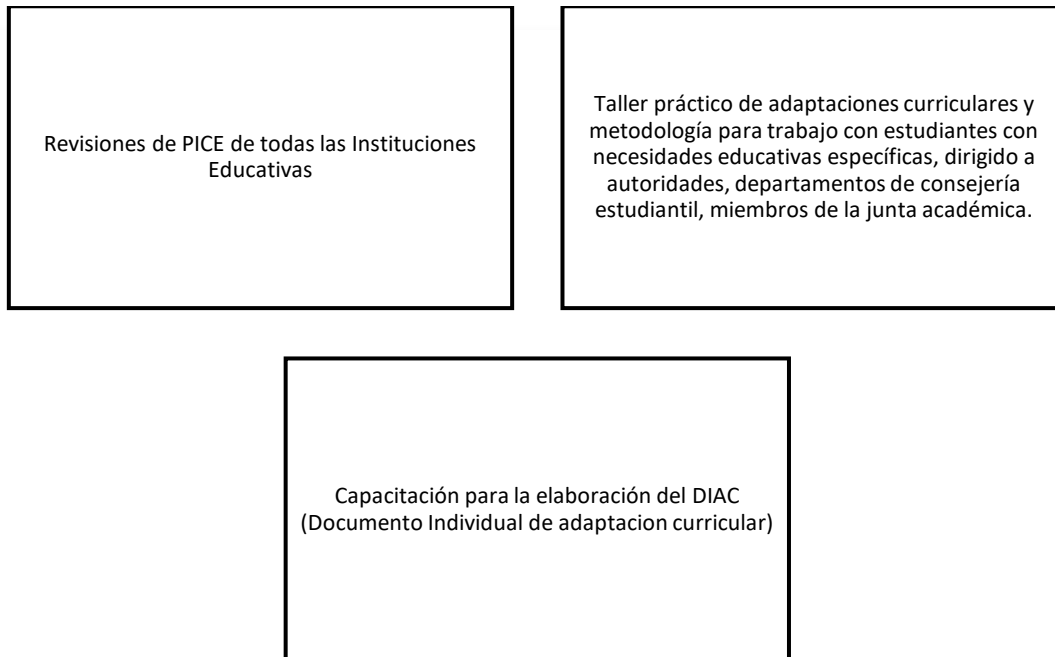 Revisiones de PICE de todas las Instituciones
Educativas
Taller práctico de adaptaciones curriculares y
metodología para trabajo con estudiantes con
necesidades educativas específicas, dirigido a
autoridades, departamentos de consejería
estudiantil, miembros de la junta académica.
Capacitación para la elaboración del DIAC
(Documento Individual de adaptacion curricular)